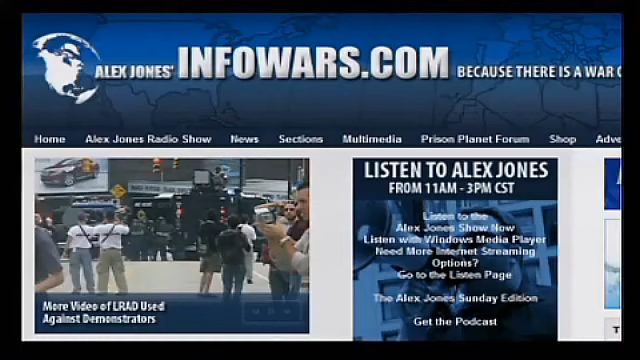 ALEX JONES' INFOWARS.COM BECAUSE THERE IS A WAR
Home Alex Jones Radio Show News Sections Multimedia Prison Planet Forum Shop
LISTEN TO ALEX JONES
FROM 11AM - 3PM CST
Listen to the
Alex Jones Show Now
Listen with Windows Media Player
Need More Internet Streaming
Options?
Go to the Listen Page
The Alex Jones Sunday Edition
Get the Podcast
More Video of LRAD Used
Against Demonstrators